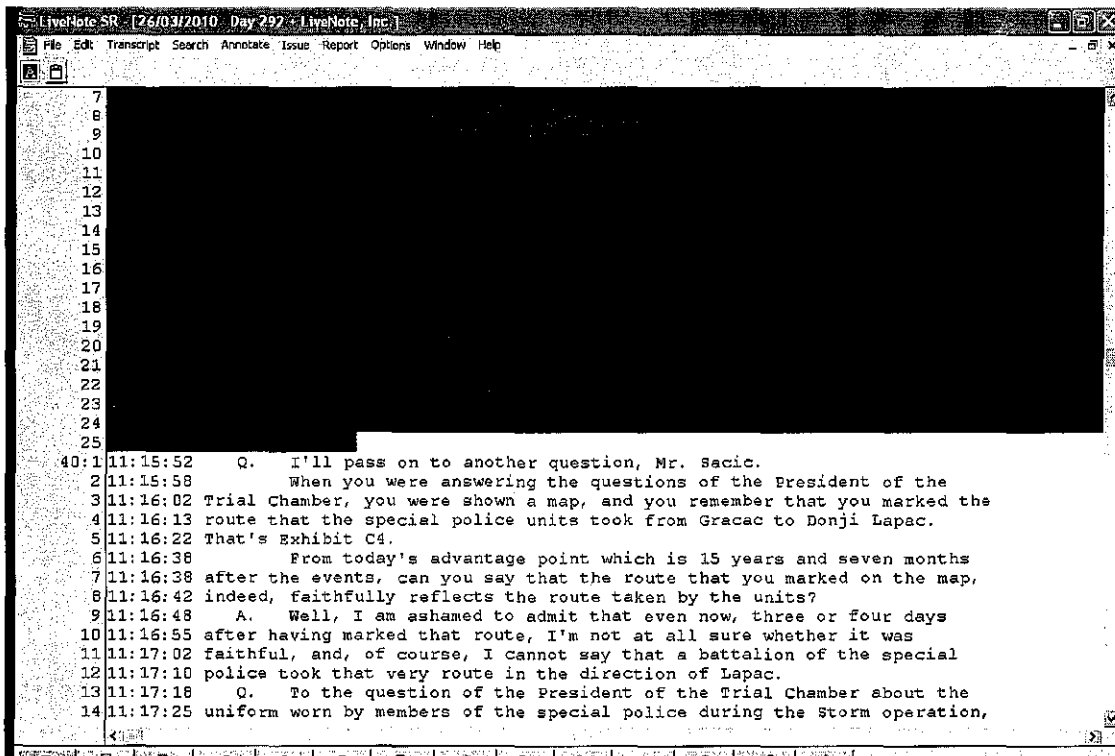 LiveNote SR - [26/03/2010 Day 292 - LiveNote, Inc.]
File Edit Transcript Search Annotate Issue Report Options Window Help
7
8
9
10
11
12
13
14
15
16
17
18
19
20
21
22
23
24
25
40:1 11:15:52 Q. I'll pass on to another question, Mr. Sacic.
2 11:15:58 When you were answering the questions of the President of the
3 11:16:02 Trial Chamber, you were shown a map, and you remember that you marked the
4 11:16:13 route that the special police units took from Gracac to Donji Lapac.
5 11:16:22 That's Exhibit C4.
6 11:16:38 From today's advantage point which is 15 years and seven months
7 11:16:38 after the events, can you say that the route that you marked on the map,
8 11:16:42 indeed, faithfully reflects the route taken by the units?
9 11:16:48 A. Well, I am ashamed to admit that even now, three or four days
10 11:16:55 after having marked that route, I'm not at all sure whether it was
11 11:17:02 faithful, and, of course, I cannot say that a battalion of the special
12 11:17:10 police took that very route in the direction of Lapac.
13 11:17:18 Q. To the question of the President of the Trial Chamber about the
14 11:17:25 uniform worn by members of the special police during the Storm operation,